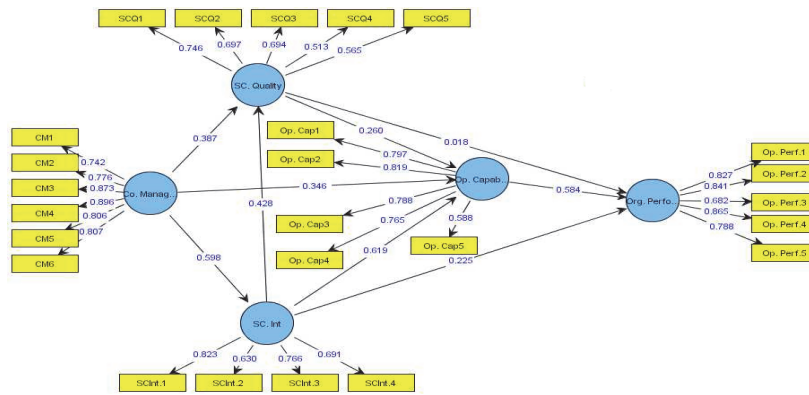 SCQ1 SCQ2 SCQ3 SCQ4 SCQ5
0.746 0.697 0.694 0.513 0.565
SC. Quality
CM1
CM2
CM3
CM4
CM5
CM6
0.742
0.776
0.873
0.896
0.806
0.807
Co. Manag...
0.387
0.346
0.598
0.428
0.260
0.018
Op. Cap1
Op. Cap2
0.797
0.819
Op. Capab...
0.584
Op. Cap3
Op. Cap4
Op. Cap5
0.788
0.765
0.588
0.619
0.225
Org. Perfo...
0.827
0.841
0.682
0.865
0.788
Op. Perf.1
Op. Perf.2
Op. Perf.3
Op. Perf.4
Op. Perf.5
SC. Int
0.823 0.630 0.766 0.691
SCInt.1 SCInt.2 SCInt.3 SCInt.4